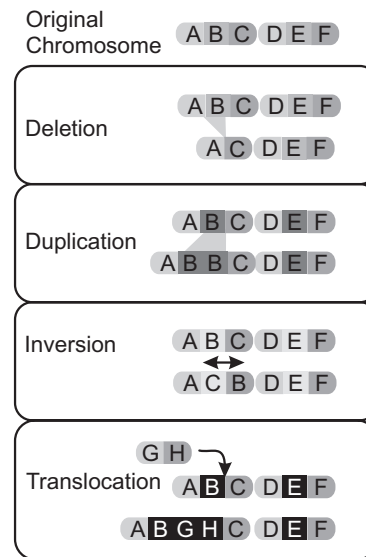 Original
Chromosome
A B C D E F
Deletion
A B C D E F
A C D E F
Duplication
A B C D E F
A B B C D E F
Inversion
A B C D E F
A C B D E F
Translocation
G H
A B C D E F
A B G H C D E F